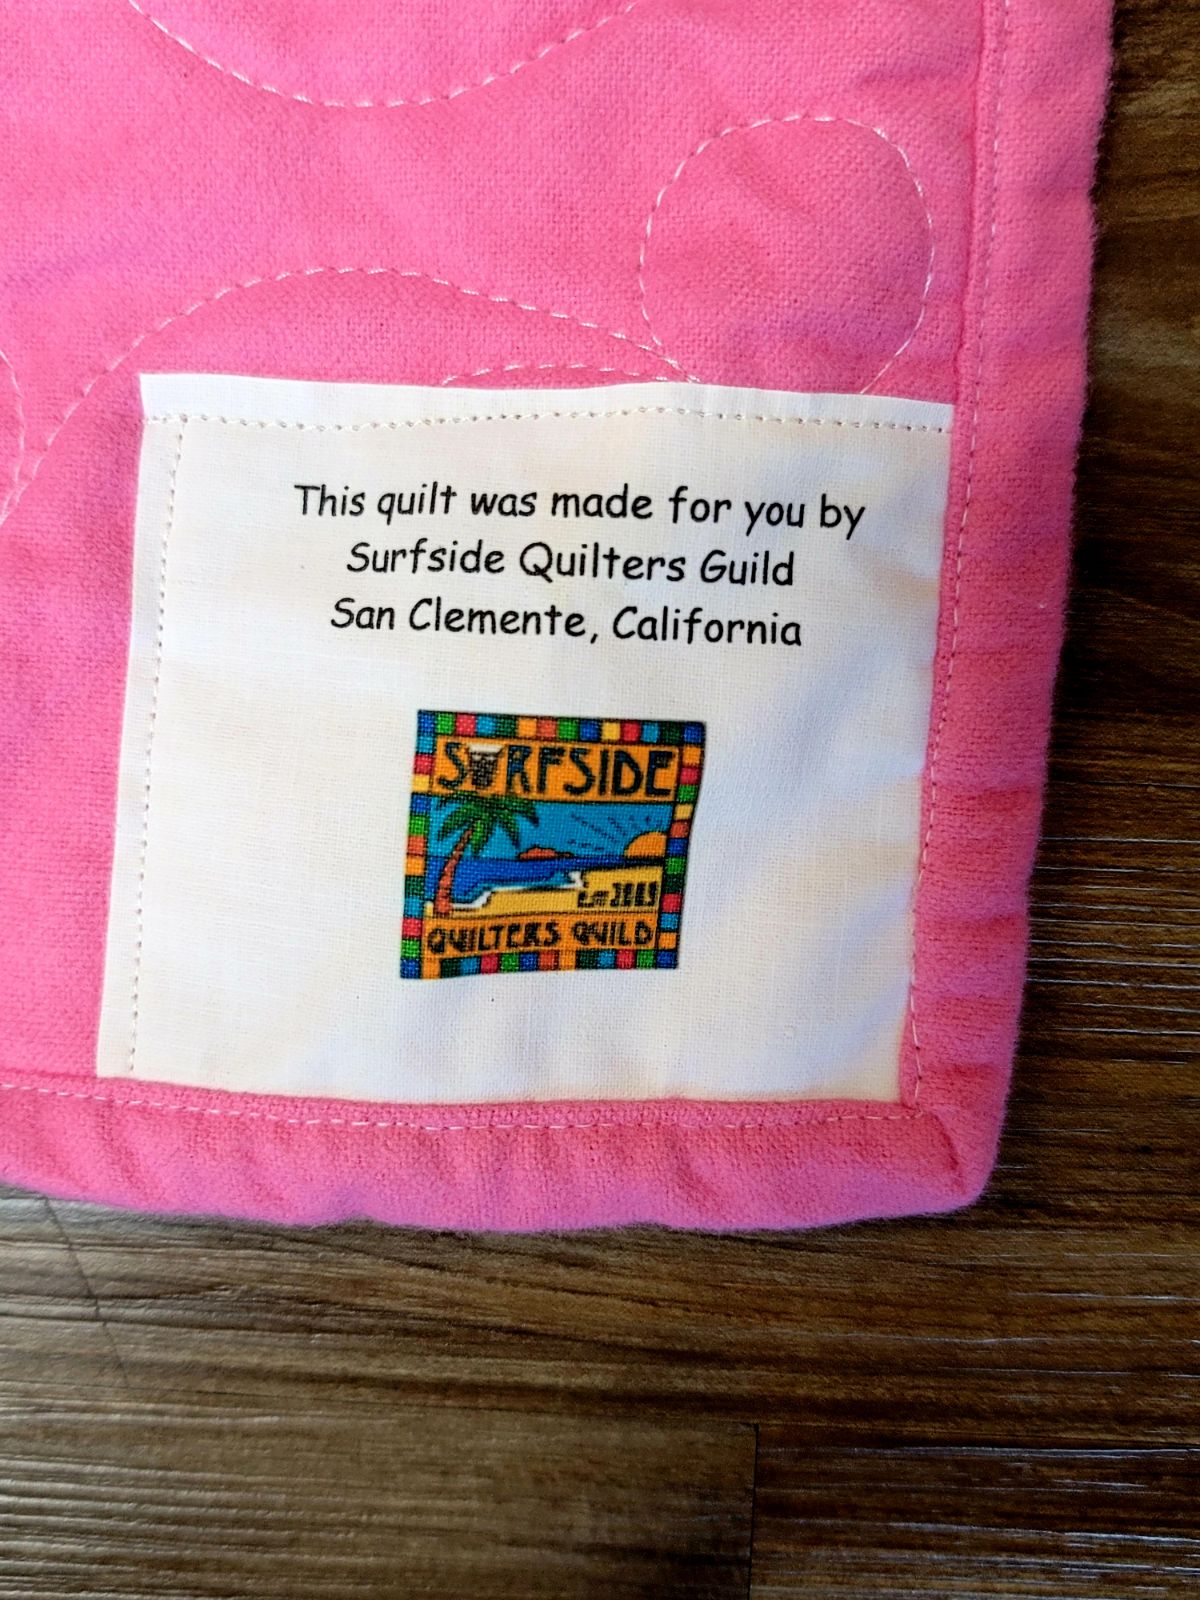 This quilt was made for you by
Surfside Quilters Guild
San Clemente, California
SURFSIDE
QUILTERS GUILD